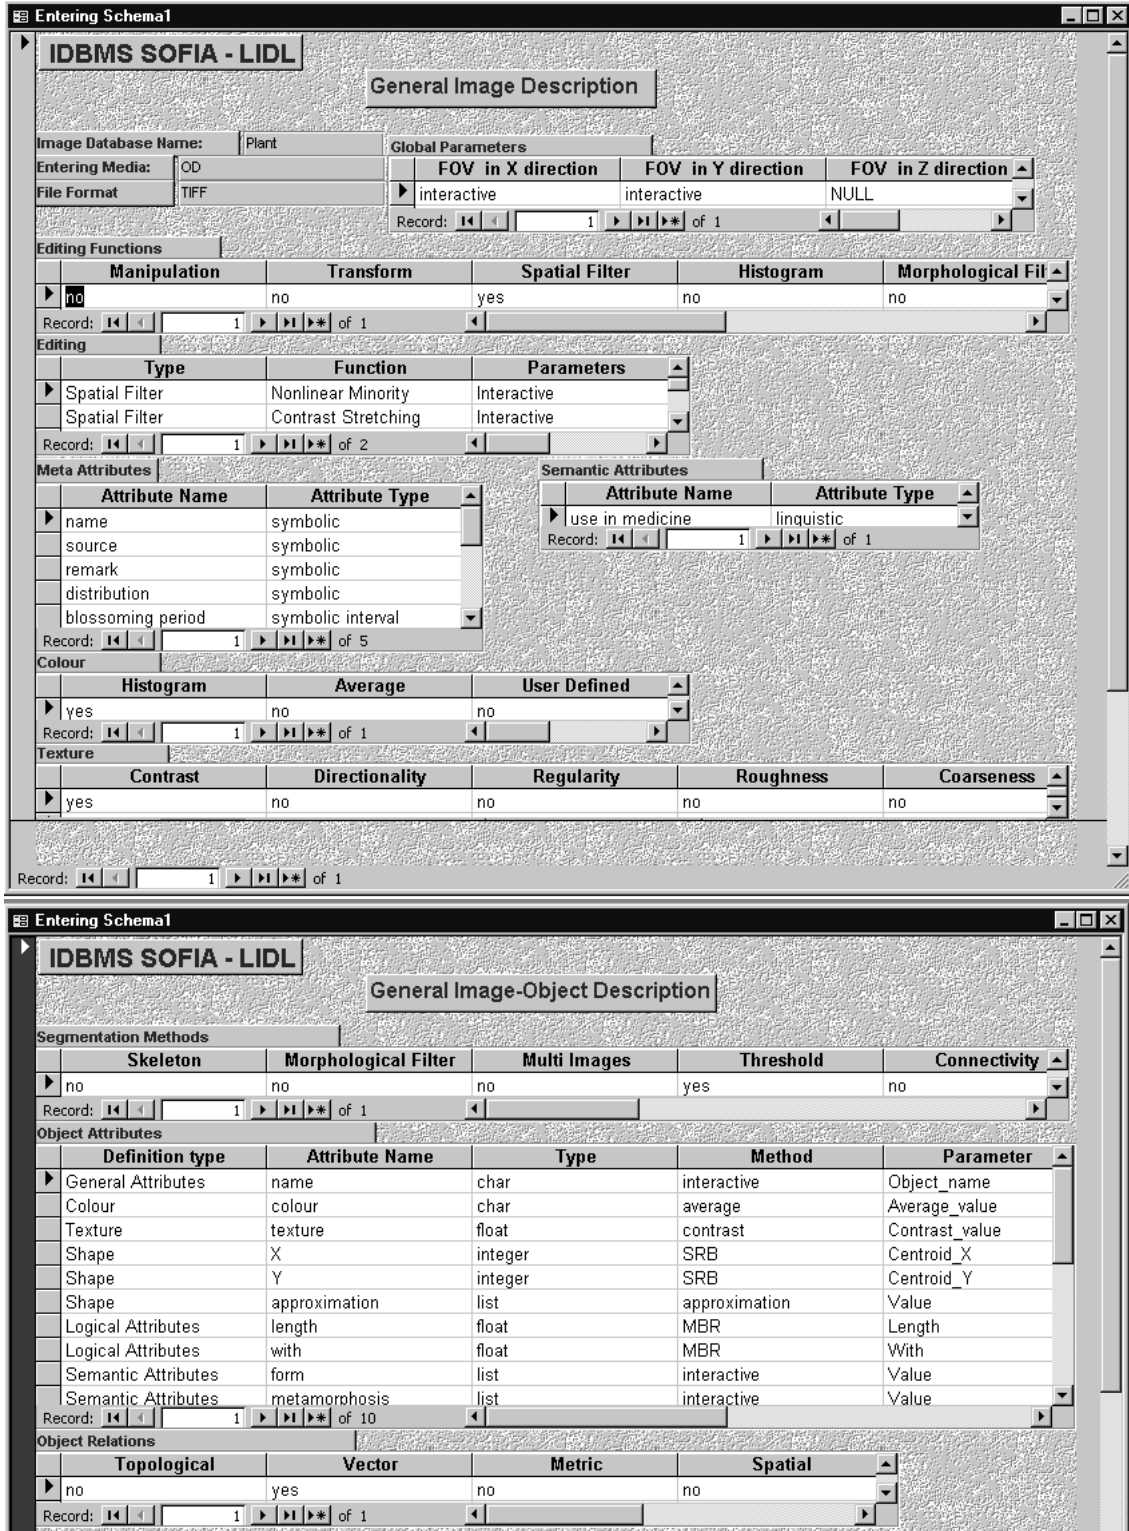 Entering Schema1
IDBMS SOFIA - LIDL
General Image Description
Image Database Name: Plant
Entering Media: OD
File Format TIFF
Global Parameters
FOV in X direction FOV in Y direction FOV in Z direction
interactive interactive NULL
Record: 1 of 1
Editing Functions
Manipulation Transform Spatial Filter Histogram Morphological Filt
no no yes no no
Record: 1 of 1
Editing
Type Function Parameters
Spatial Filter Nonlinear Minority Interactive
Spatial Filter Contrast Stretching Interactive
Record: 1 of 2
Meta Attributes
Attribute Name Attribute Type
name symbolic
source symbolic
remark symbolic
distribution symbolic
blossoming period symbolic interval
Record: 1 of 5
Semantic Attributes
Attribute Name Attribute Type
use in medicine linguistic
Record: 1 of 1
Colour
Histogram Average User Defined
yes no no
Record: 1 of 1
Texture
Contrast Directionality Regularity Roughness Coarseness
yes no no no no
Record: 1 of 1
Entering Schema1
IDBMS SOFIA - LIDL
General Image-Object Description
Segmentation Methods
Skeleton Morphological Filter Multi Images Threshold Connectivity
no no no yes no
Record: 1 of 1
Object Attributes
Definition type Attribute Name Type Method Parameter
General Attributes name char interactive Object_name
Colour colour char average Average_value
Texture texture float contrast Contrast_value
Shape X integer SRB Centroid_X
Shape Y integer SRB Centroid_Y
Shape approximation list approximation Value
Logical Attributes length float MBR Length
Logical Attributes with float MBR With
Semantic Attributes form list interactive Value
Semantic Attributes metamorphosis list interactive Value
Record: 1 of 10
Object Relations
Topological Vector Metric Spatial
no yes no no
Record: 1 of 1